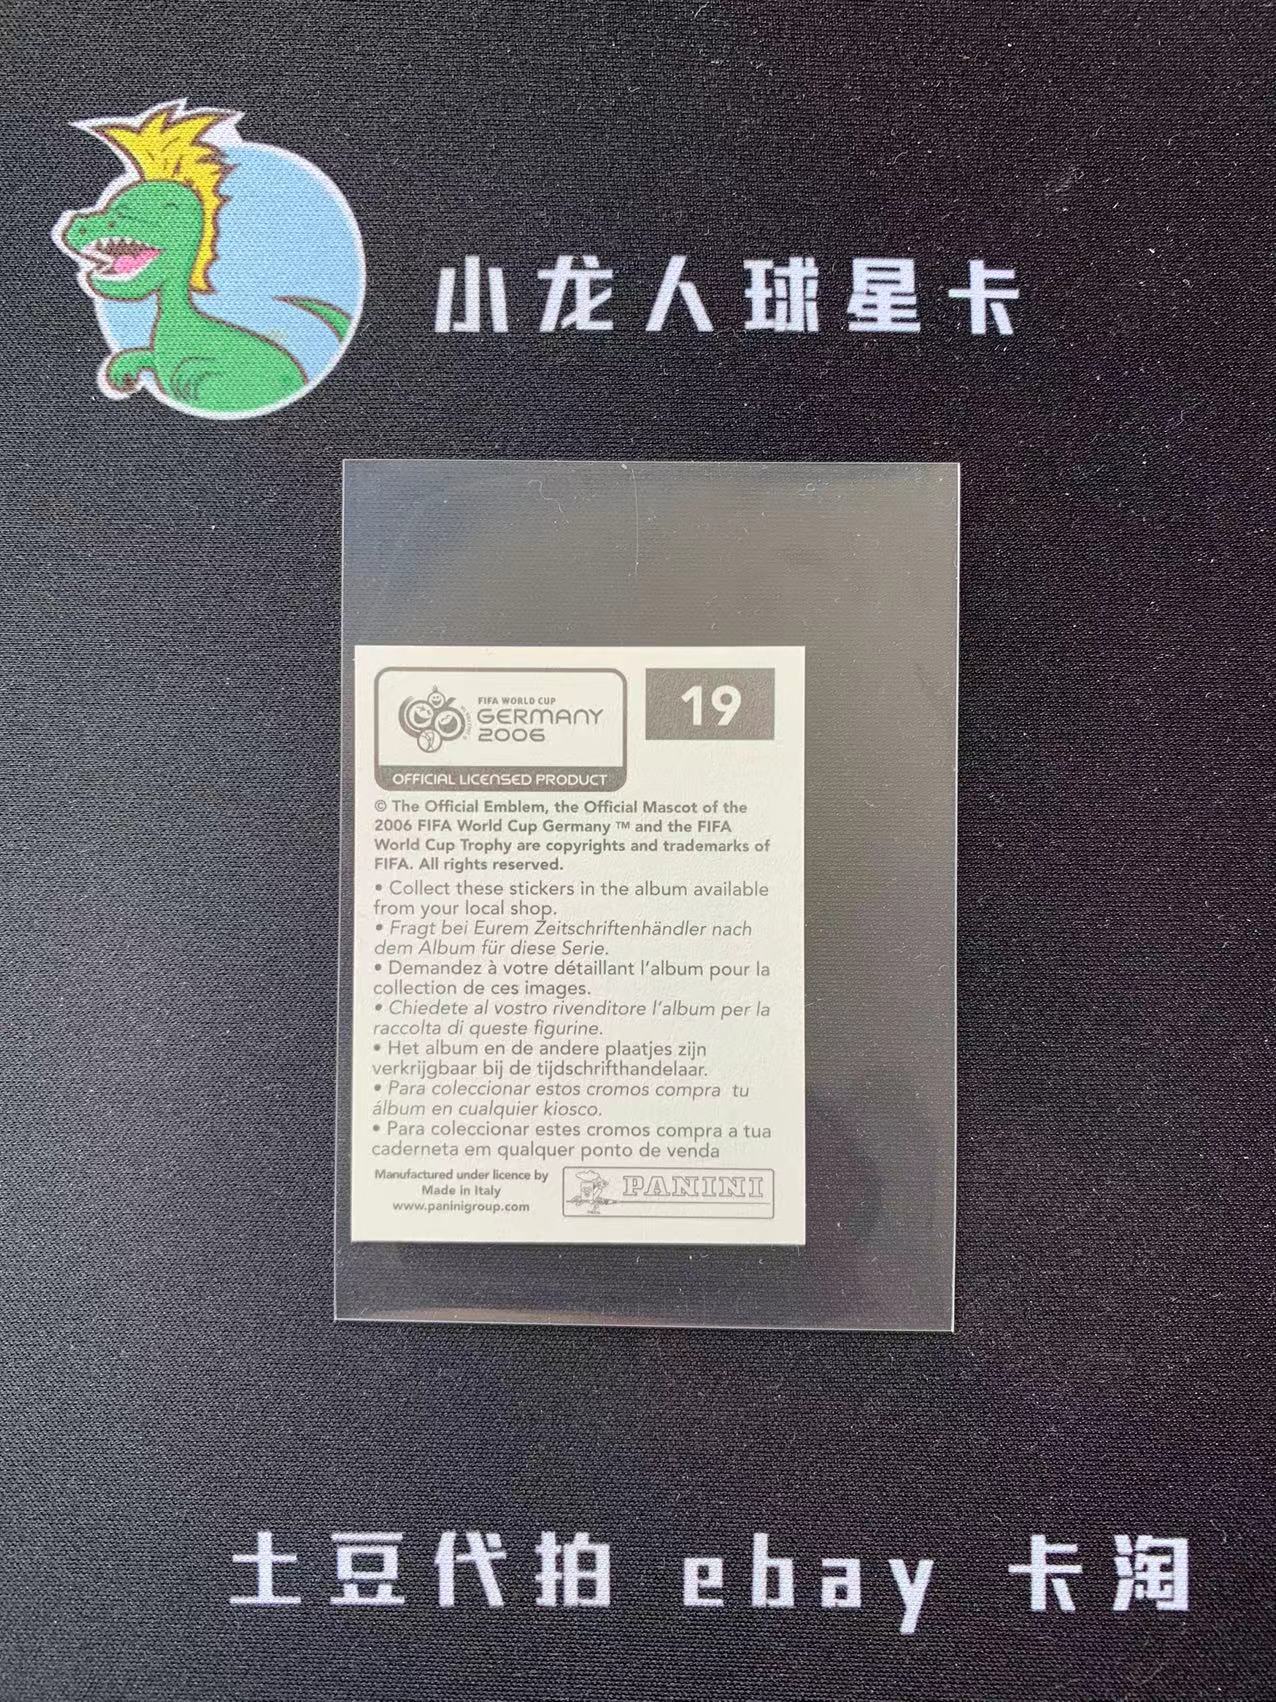 小龙人球星卡
FIFA WORLD CUP
GERMANY
2006
OFFICIAL LICENSED PRODUCT
19
© The Official Emblem, the Official Mascot of the
2006 FIFA World Cup Germany ™ and the FIFA
World Cup Trophy are copyrights and trademarks of
FIFA. All rights reserved.
• Collect these stickers in the album available
from your local shop.
• Fragt bei Eurem Zeitschriftenhändler nach
dem Album für diese Serie.
• Demandez à votre détaillant l'album pour la
collection de ces images.
• Chiedete al vostro rivenditore l'album per la
raccolta di queste figurine.
• Het album en de andere plaatjes zijn
verkrijgbaar bij de tijdschrifthandelaar.
• Para coleccionar estos cromos compra tu
álbum en cualquier kiosco.
• Para coleccionar estes cromos compra a tua
caderneta em qualquer ponto de venda
Manufactured under licence by
Made in Italy
www.paninigroup.com
PANINI
土豆代拍 ebay 卡淘